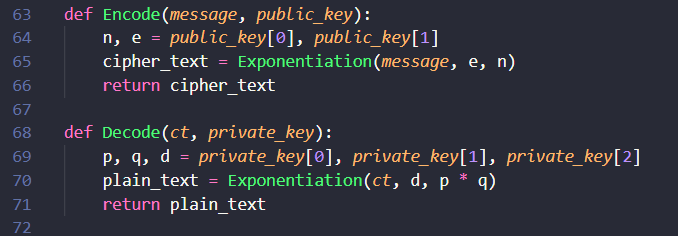 63 def Encode(message, public_key):
64 n, e = public_key[0], public_key[1]
65 cipher_text = Exponentiation(message, e, n)
66 return cipher_text
67
68 def Decode(ct, private_key):
69 p, q, d = private_key[0], private_key[1], private_key[2]
70 plain_text = Exponentiation(ct, d, p * q)
71 return plain_text
72